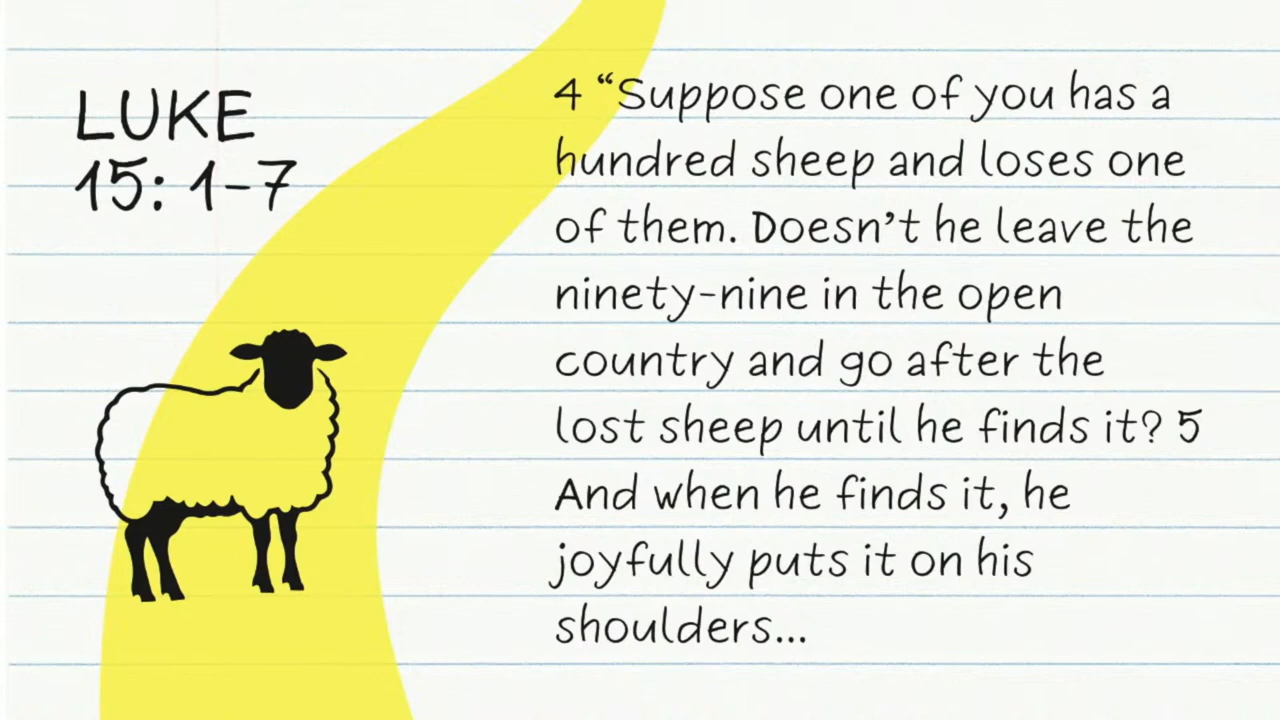 LUKE
15: 1-7
4 “Suppose one of you has a
hundred sheep and loses one
of them. Doesn’t he leave the
ninety-nine in the open
country and go after the
lost sheep until he finds it? 5
And when he finds it, he
joyfully puts it on his
shoulders...